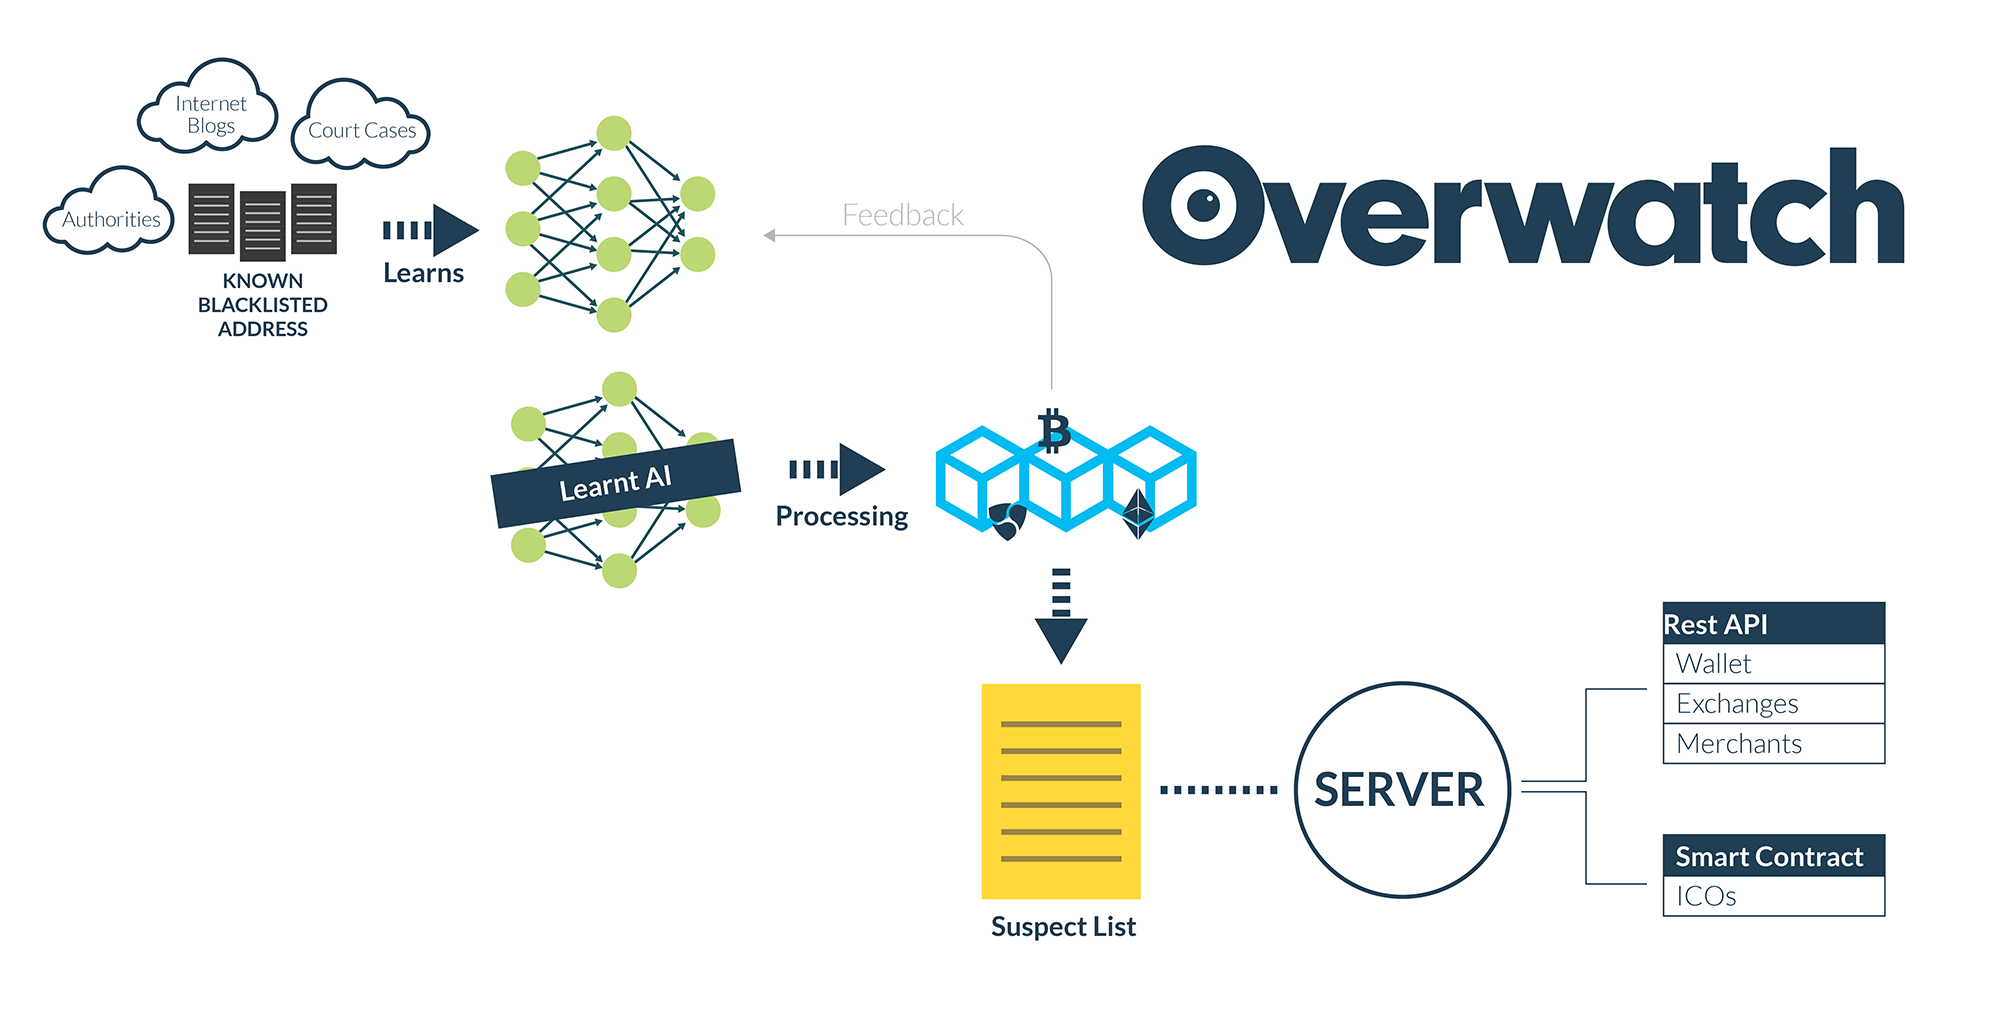 Internet
Blogs
Court Cases
Authorities
KNOWN
BLACKLISTED
ADDRESS
Learns
Feedback
Overwatch
Learnt AI
Processing
Suspect List
SERVER
Rest API
Wallet
Exchanges
Merchants
Smart Contract
ICOs